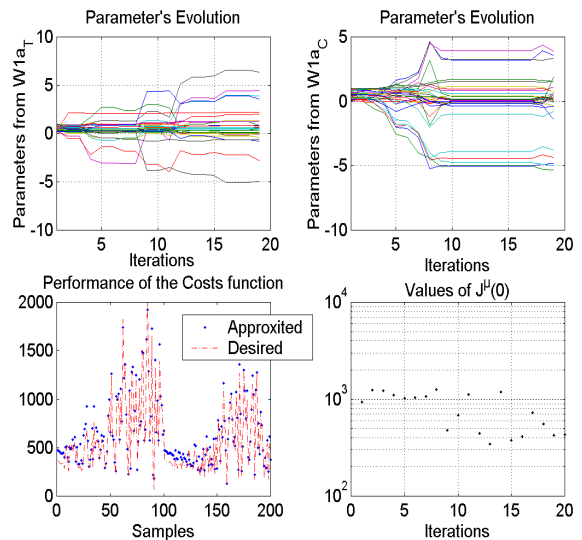 Parameter's Evolution
Parameters from W1a_T
10
5
0
-5
-10
5 10 15 20
Iterations
Parameter's Evolution
Parameters from W1a_C
5
0
-5
-10
5 10 15 20
Iterations
Performance of the Costs function
2000
1500
1000
500
0
0 50 100 150 200
Samples
Approxited
Desired
Values of J^μ(0)
10^4
10^3
10^2
0 5 10 15 20
Iterations